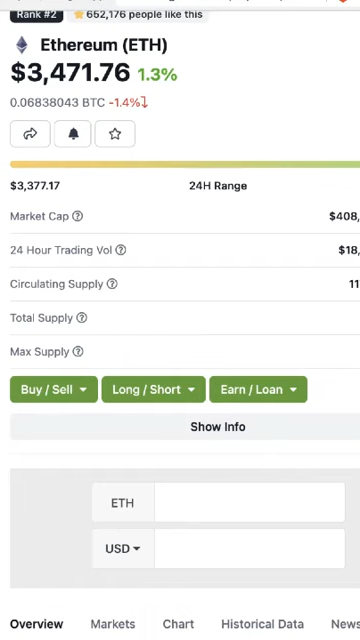 Rank #2 652,176 people like this
Ethereum (ETH)
$3,471.76 1.3%
0.06838043 BTC -1.4%
$3,377.17 24H Range
Market Cap $408,
24 Hour Trading Vol $18,
Circulating Supply 11
Total Supply
Max Supply
Buy / Sell Long / Short Earn / Loan
Show Info
ETH
USD
Overview Markets Chart Historical Data News